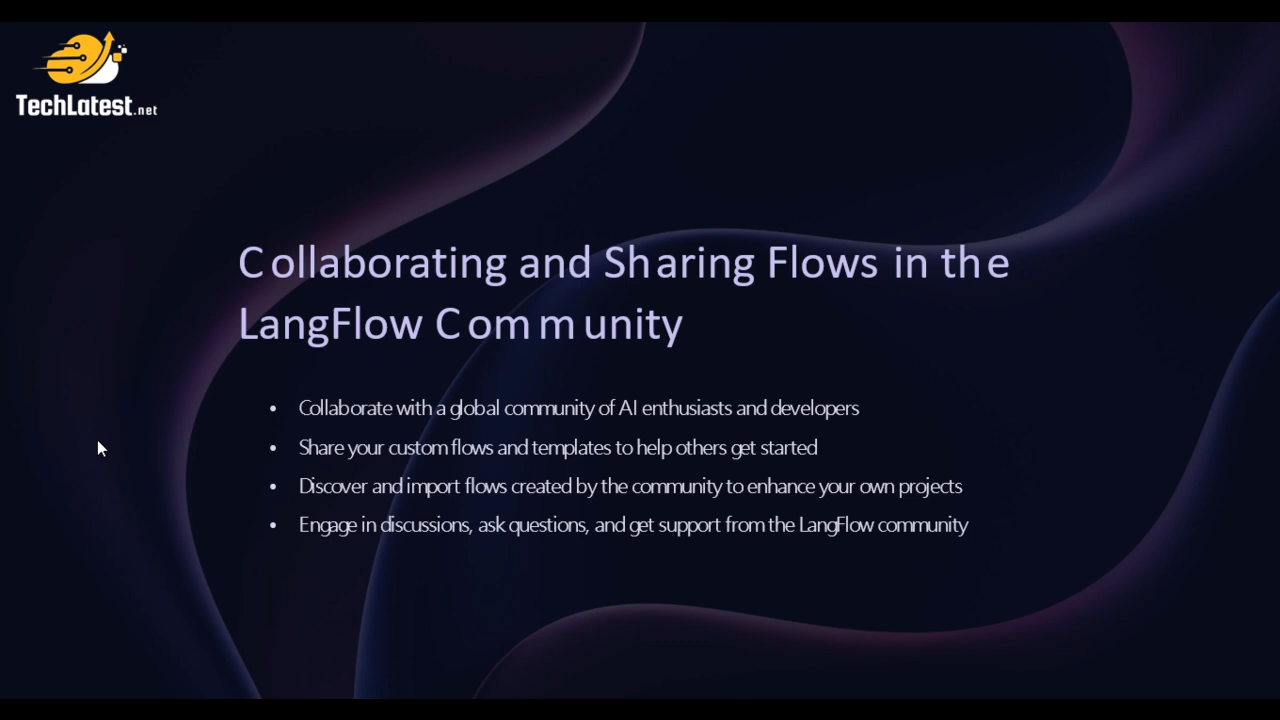 TechLatest.net
Collaborating and Sharing Flows in the
LangFlow Community
• Collaborate with a global community of AI enthusiasts and developers
• Share your custom flows and templates to help others get started
• Discover and import flows created by the community to enhance your own projects
• Engage in discussions, ask questions, and get support from the LangFlow community